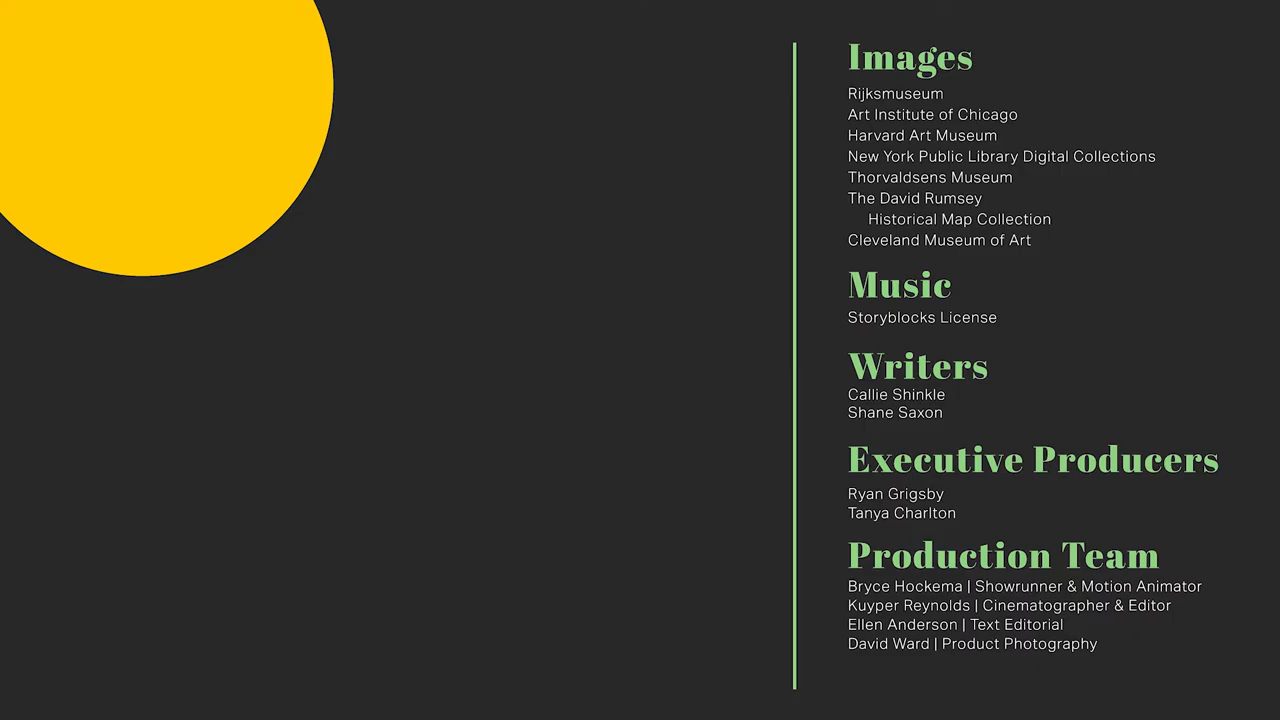 Images
Rijksmuseum
Art Institute of Chicago
Harvard Art Museum
New York Public Library Digital Collections
Thorvaldsens Museum
The David Rumsey
Historical Map Collection
Cleveland Museum of Art
Music
Storyblocks License
Writers
Callie Shinkle
Shane Saxon
Executive Producers
Ryan Grigsby
Tanya Charlton
Production Team
Bryce Hockema | Showrunner & Motion Animator
Kuyper Reynolds | Cinematographer & Editor
Ellen Anderson | Text Editorial
David Ward | Product Photography